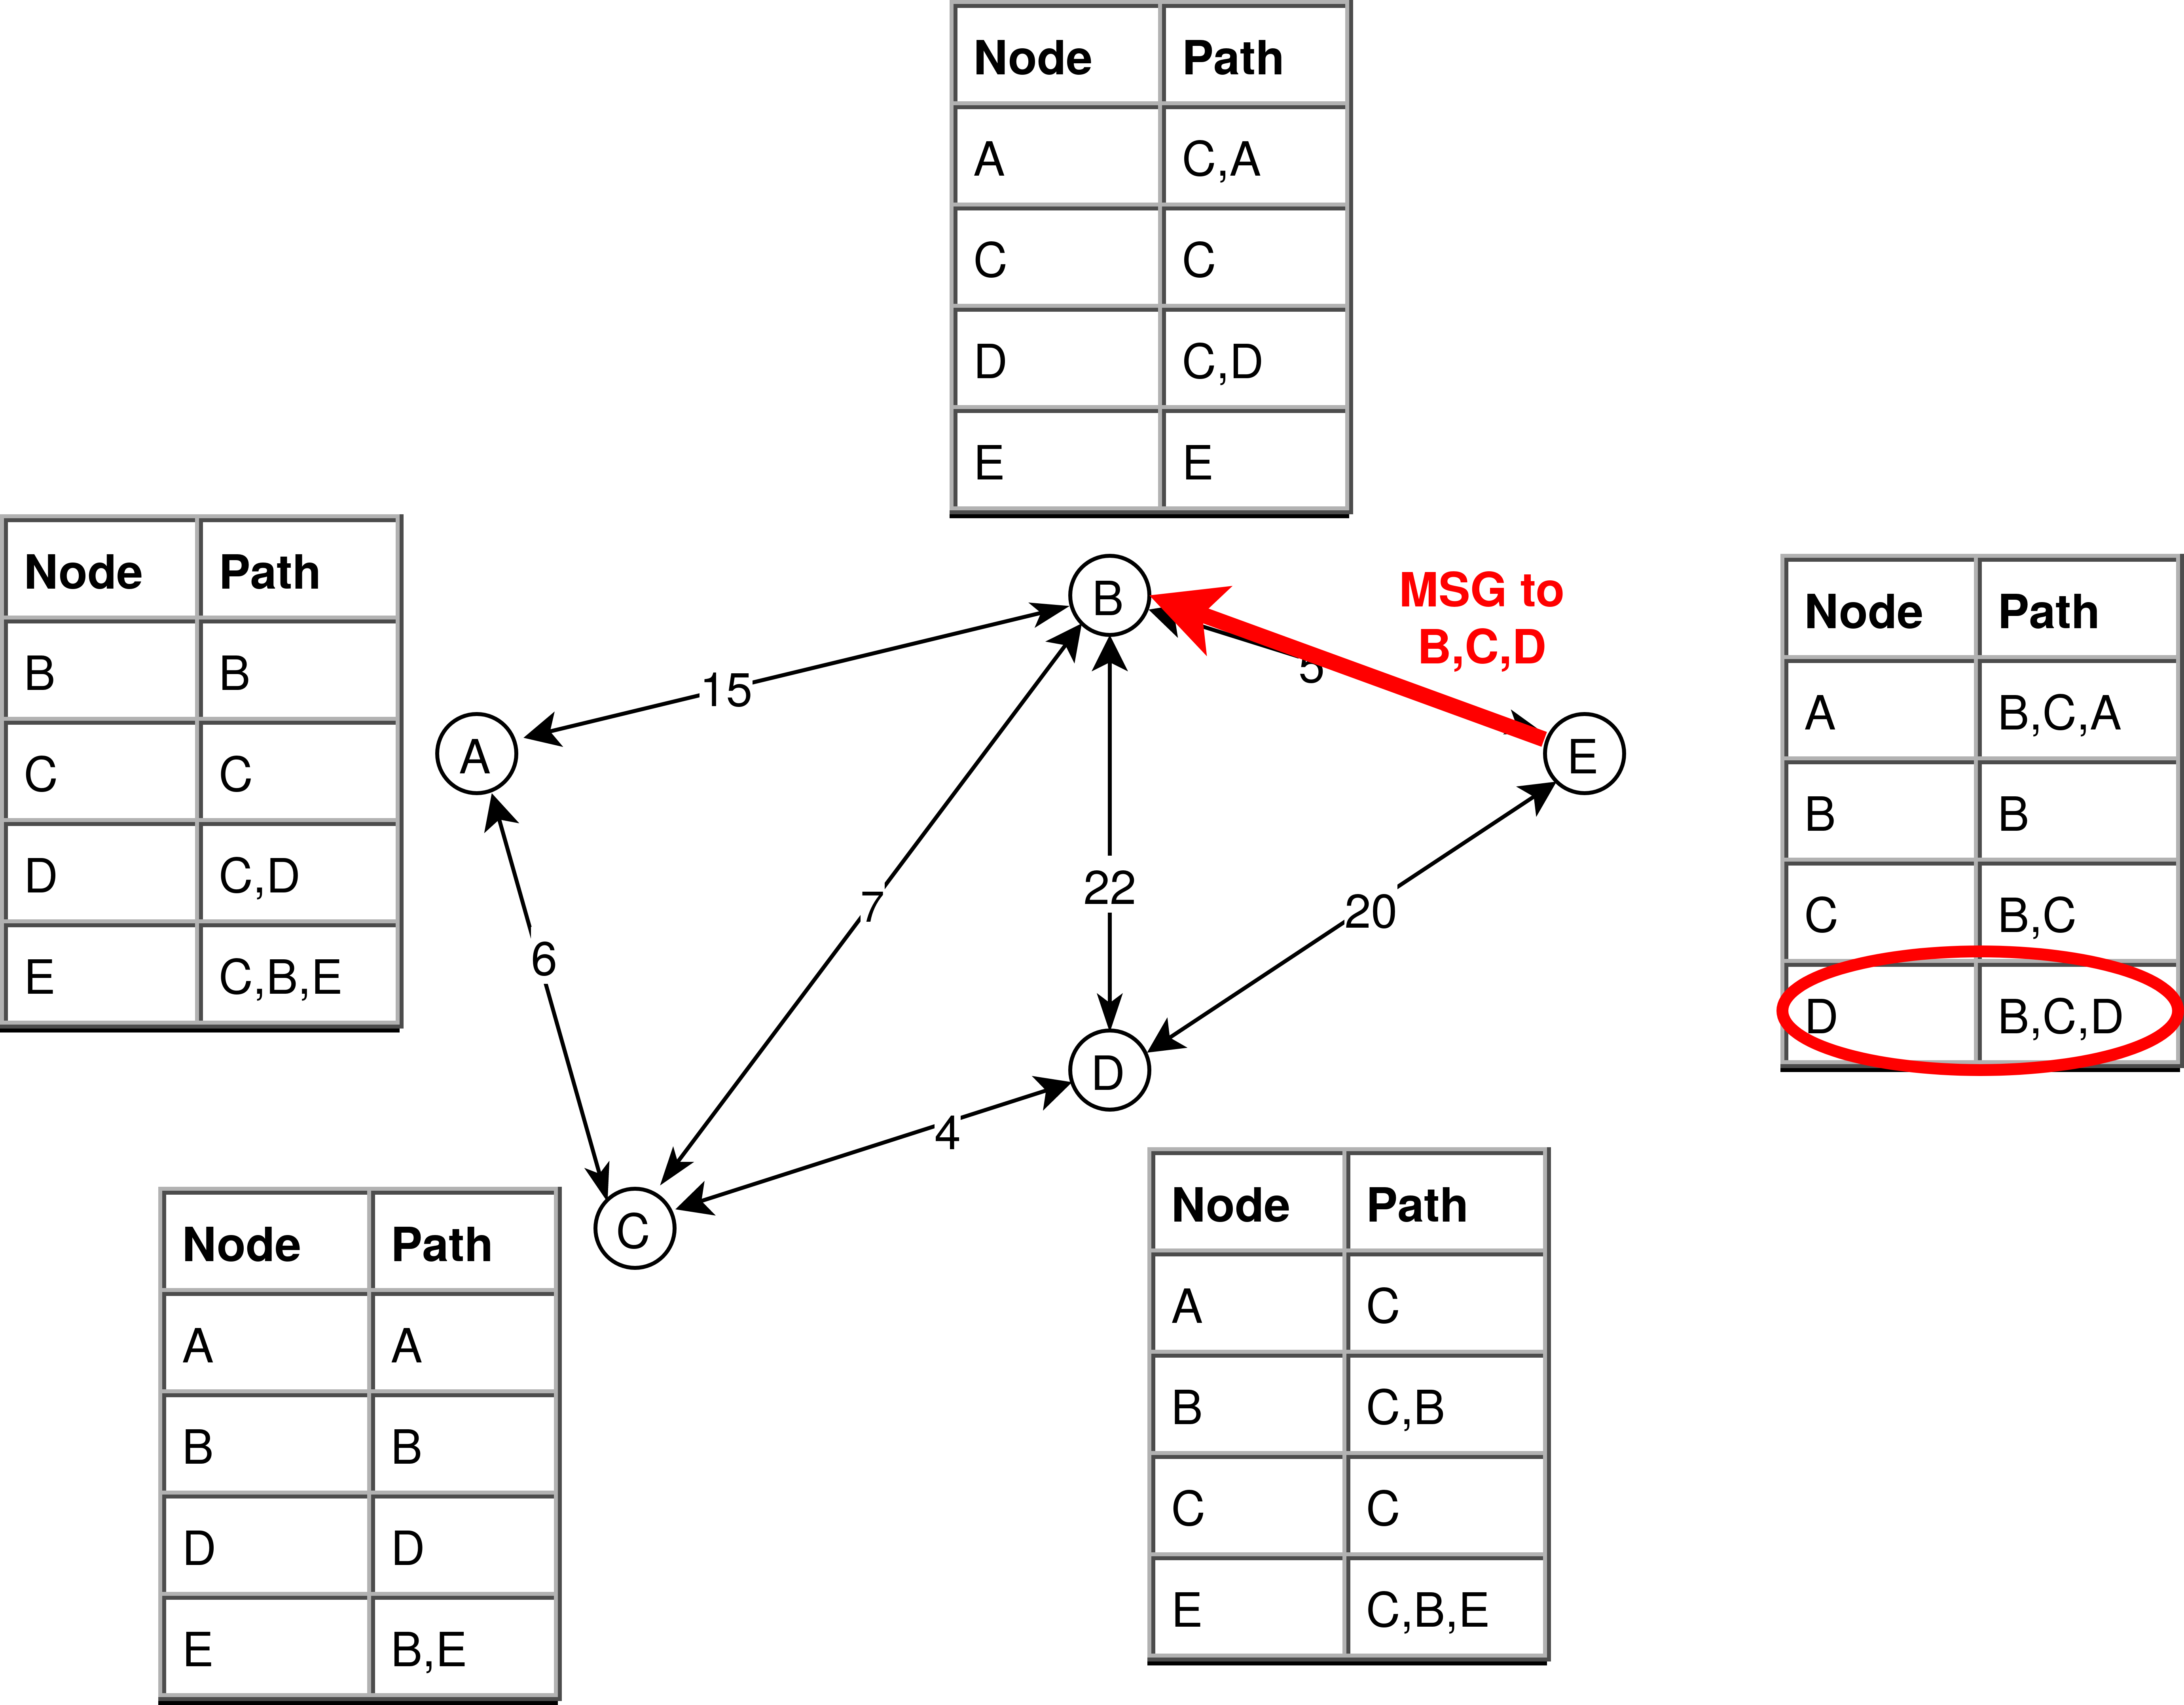 Node Path
A C,A
C C
D C,D
E E
Node Path
B B
C C
D C,D
E C,B,E
B
MSG to
B,C,D
5
15
A
E
7
22
20
6
D
4
C
Node Path
A B,C,A
B B
C B,C
D B,C,D
Node Path
A A
B B
D D
E B,E
Node Path
A C
B C,B
C C
E C,B,E